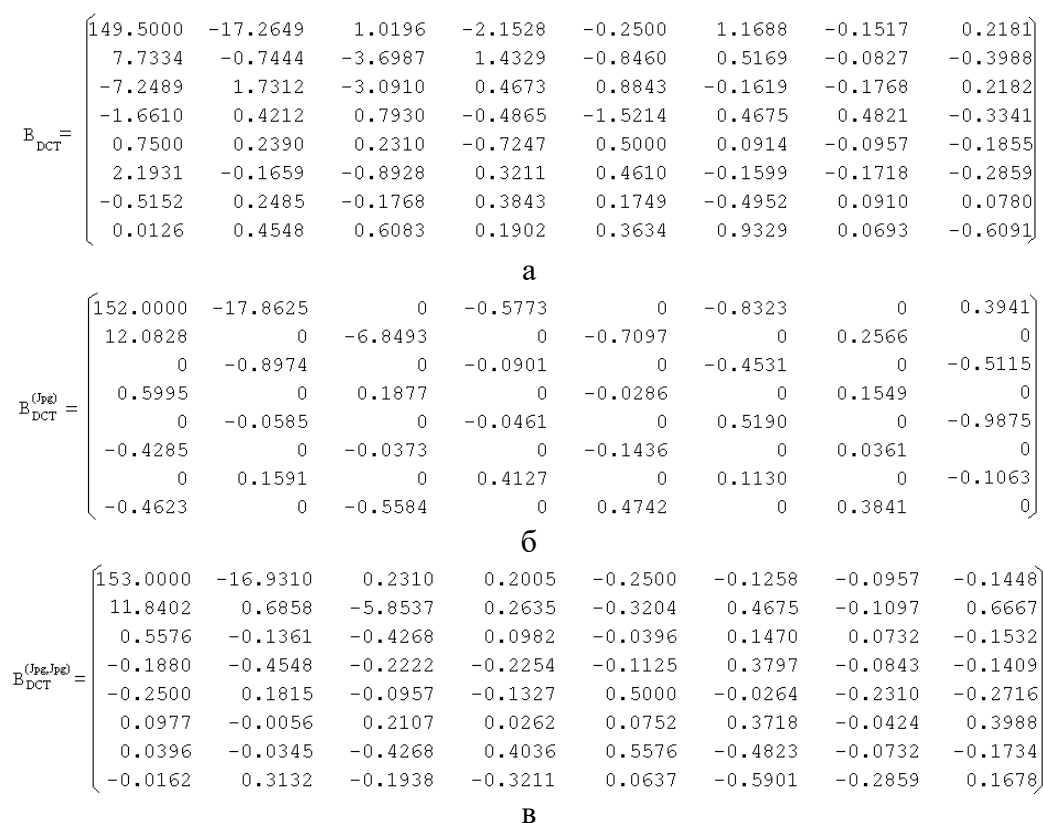 149.5000 -17.2649 1.0196 -2.1528 -0.2500 1.1688 -0.1517 0.2181
7.7334 -0.7444 -3.6987 1.4329 -0.8460 0.5169 -0.0827 -0.3988
-7.2489 1.7312 -3.0910 0.4673 0.8843 -0.1619 -0.1768 0.2182
-1.6610 0.4212 0.7930 -0.4865 -1.5214 0.4675 0.4821 -0.3341
B_DCT =
0.7500 0.2390 0.2310 -0.7247 0.5000 0.0914 -0.0957 -0.1855
2.1931 -0.1659 -0.8928 0.3211 0.4610 -0.1599 -0.1718 -0.2859
-0.5152 0.2485 -0.1768 0.3843 0.1749 -0.4952 0.0910 0.0780
0.0126 0.4548 0.6083 0.1902 0.3634 0.9329 0.0693 -0.6091
а
152.0000 -17.8625 0 -0.5773 0 -0.8323 0 0.3941
12.0828 0 -6.8493 0 -0.7097 0 0.2566 0
0 -0.8974 0 -0.0901 0 -0.4531 0 -0.5115
0.5995 0 0.1877 0 -0.0286 0 0.1549 0
B_DCT^(Jpg) =
0 -0.0585 0 -0.0461 0 0.5190 0 -0.9875
-0.4285 0 -0.0373 0 -0.1436 0 0.0361 0
0 0.1591 0 0.4127 0 0.1130 0 -0.1063
-0.4623 0 -0.5584 0 0.4742 0 0.3841 0
б
153.0000 -16.9310 0.2310 0.2005 -0.2500 -0.1258 -0.0957 -0.1448
11.8402 0.6858 -5.8537 0.2635 -0.3204 0.4675 -0.1097 0.6667
0.5576 -0.1361 -0.4268 0.0982 -0.0396 0.1470 0.0732 -0.1532
-0.1880 -0.4548 -0.2222 -0.2254 -0.1125 0.3797 -0.0843 -0.1409
B_DCT^(Jpg,Jpg) =
-0.2500 0.1815 -0.0957 -0.1327 0.5000 -0.0264 -0.2310 -0.2716
0.0977 -0.0056 0.2107 0.0262 0.0752 0.3718 -0.0424 0.3988
0.0396 -0.0345 -0.4268 0.4036 0.5576 -0.4823 -0.0732 -0.1734
-0.0162 0.3132 -0.1938 -0.3211 0.0637 -0.5901 -0.2859 0.1678
в